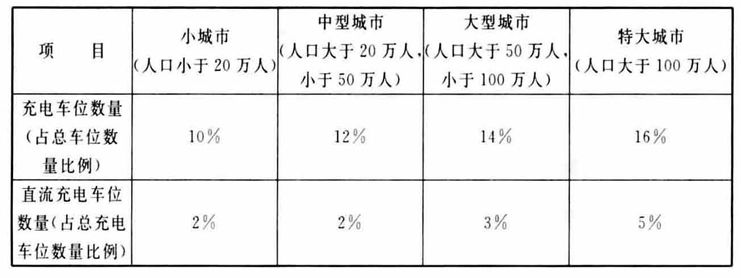 项 目
小城市
(人口小于 20 万人)
中型城市
(人口大于 20 万人,
小于 50 万人)
大型城市
(人口大于 50 万人,
小于 100 万人)
特大城市
(人口大于 100 万人)
充电车位数量
(占总车位数
量比例)
10%
12%
14%
16%
直流充电车位
数量(占总充电
车位数量比例)
2%
2%
3%
5%